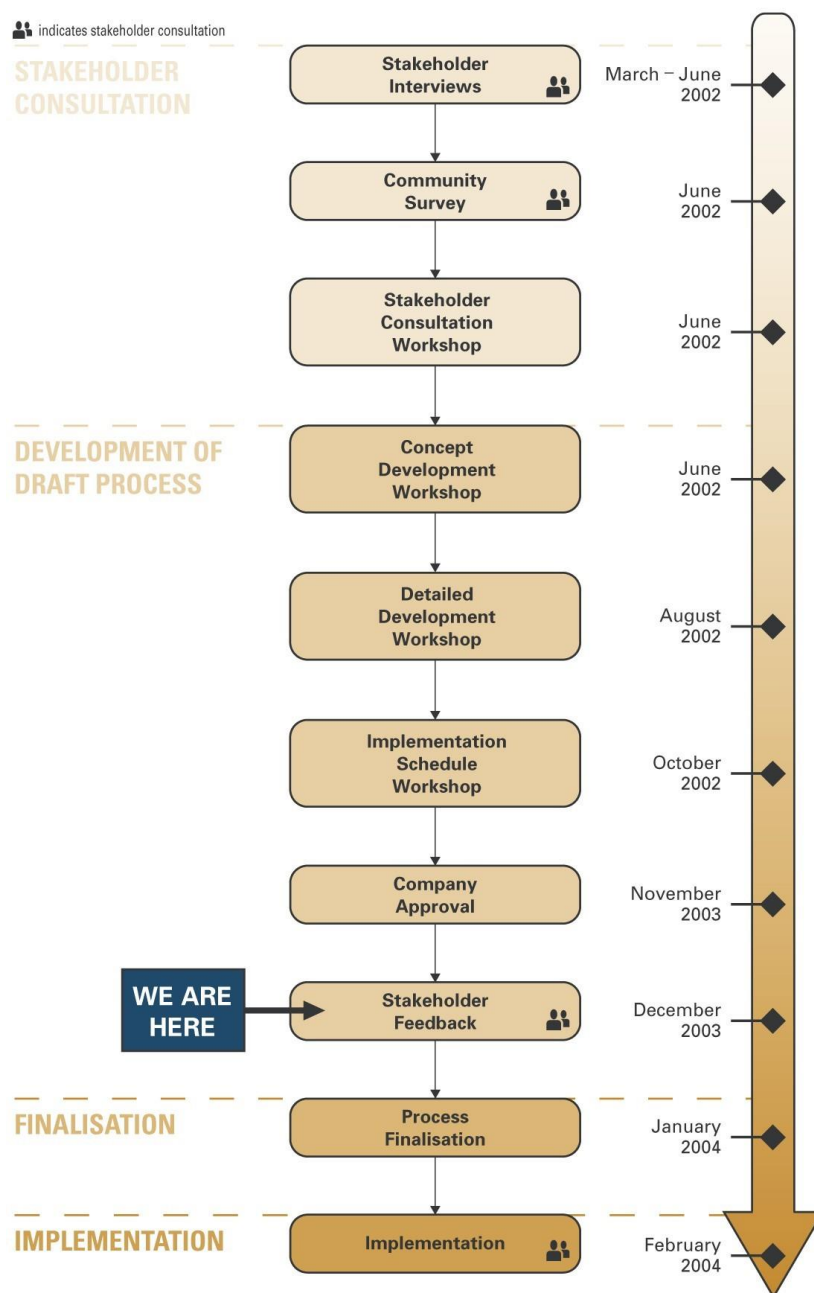 indicates stakeholder consultation
STAKEHOLDER
CONSULTATION
Stakeholder
Interviews
March – June
2002
Community
Survey
June
2002
Stakeholder
Consultation
Workshop
June
2002
DEVELOPMENT OF
DRAFT PROCESS
Concept
Development
Workshop
June
2002
Detailed
Development
Workshop
August
2002
Implementation
Schedule
Workshop
October
2002
Company
Approval
November
2003
WE ARE
HERE
Stakeholder
Feedback
December
2003
FINALISATION
Process
Finalisation
January
2004
IMPLEMENTATION
Implementation
February
2004